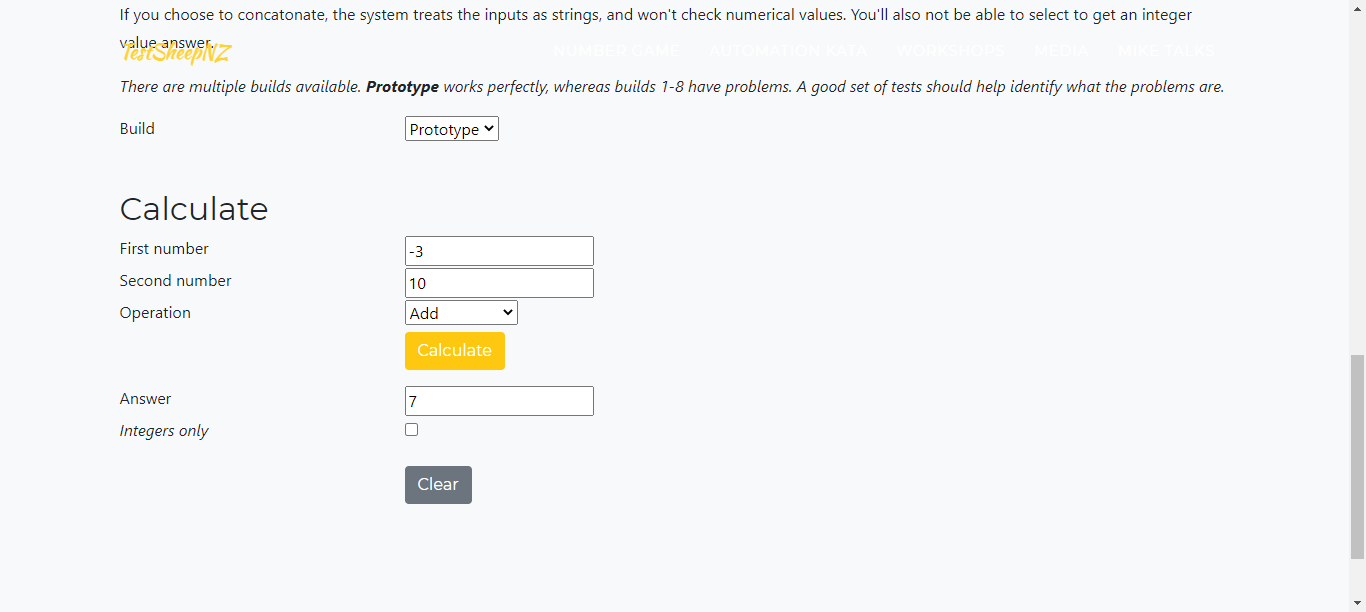 If you choose to concatonate, the system treats the inputs as strings, and won't check numerical values. You'll also not be able to select to get an integer
value answer.
TestSheepNZ
NUMBER GAME AUTOMATION KATAS WORKSHOPS MEDIA MIKE TALKS
There are multiple builds available. Prototype works perfectly, whereas builds 1-8 have problems. A good set of tests should help identify what the problems are.
Build
Prototype
Calculate
First number
-3
Second number
10
Operation
Add
Calculate
Answer
7
Integers only
Clear